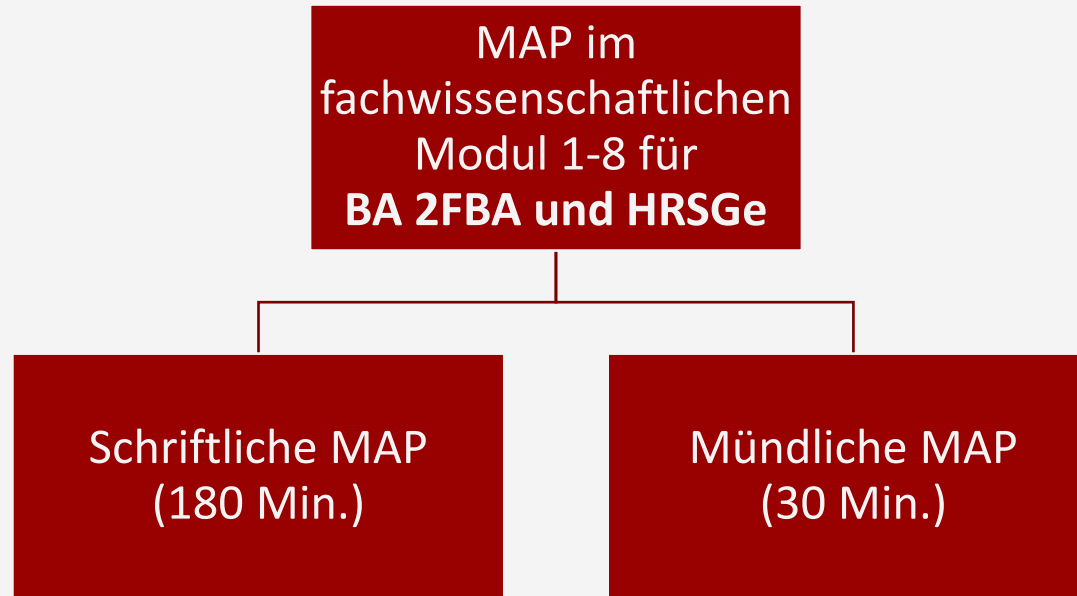 MAP im
fachwissenschaftlichen
Modul 1-8 für
BA 2FBA und HRSGe
Schriftliche MAP
(180 Min.)
Mündliche MAP
(30 Min.)